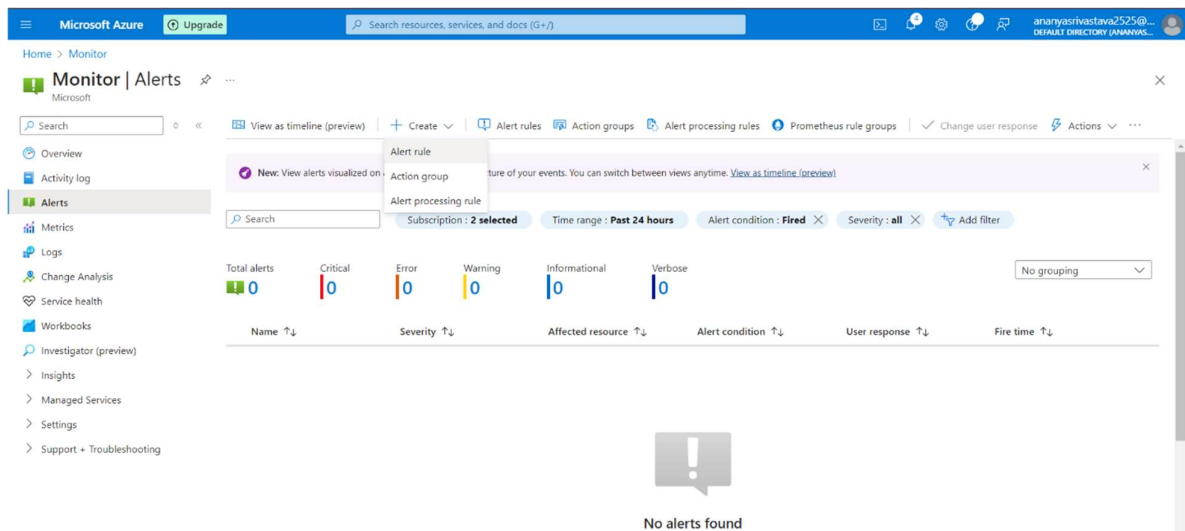 Microsoft Azure Upgrade Search resources, services, and docs (G+/) 4 ananyasrivastava2525@...
DEFAULT DIRECTORY (ANANYAS...
Home > Monitor
Monitor | Alerts ...
Microsoft
Search « View as timeline (preview) Create Alert rules Action groups Alert processing rules Prometheus rule groups Change user response Actions ...
Overview
Activity log
Alerts
Metrics
Logs
Change Analysis
Service health
Workbooks
Investigator (preview)
Insights
Managed Services
Settings
Support + Troubleshooting
Alert rule
Action group
Alert processing rule
New: View alerts visualized on ture of your events. You can switch between views anytime. View as timeline (preview)
Search Subscription : 2 selected Time range : Past 24 hours Alert condition : Fired Severity : all Add filter
Total alerts Critical Error Warning Informational Verbose
0 0 0 0 0 0
No grouping
Name ↑↓ Severity ↑↓ Affected resource ↑↓ Alert condition ↑↓ User response ↑↓ Fire time ↑↓
No alerts found